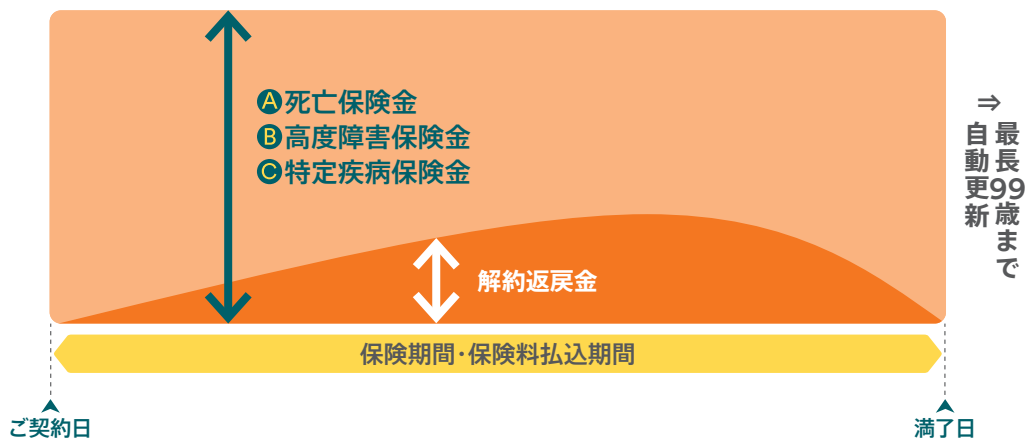 Ⓐ死亡保険金
Ⓑ高度障害保険金
Ⓒ特定疾病保険金
解約返戻金
⇒
最長99歳まで
自動更新
保険期間・保険料払込期間
ご契約日
満了日